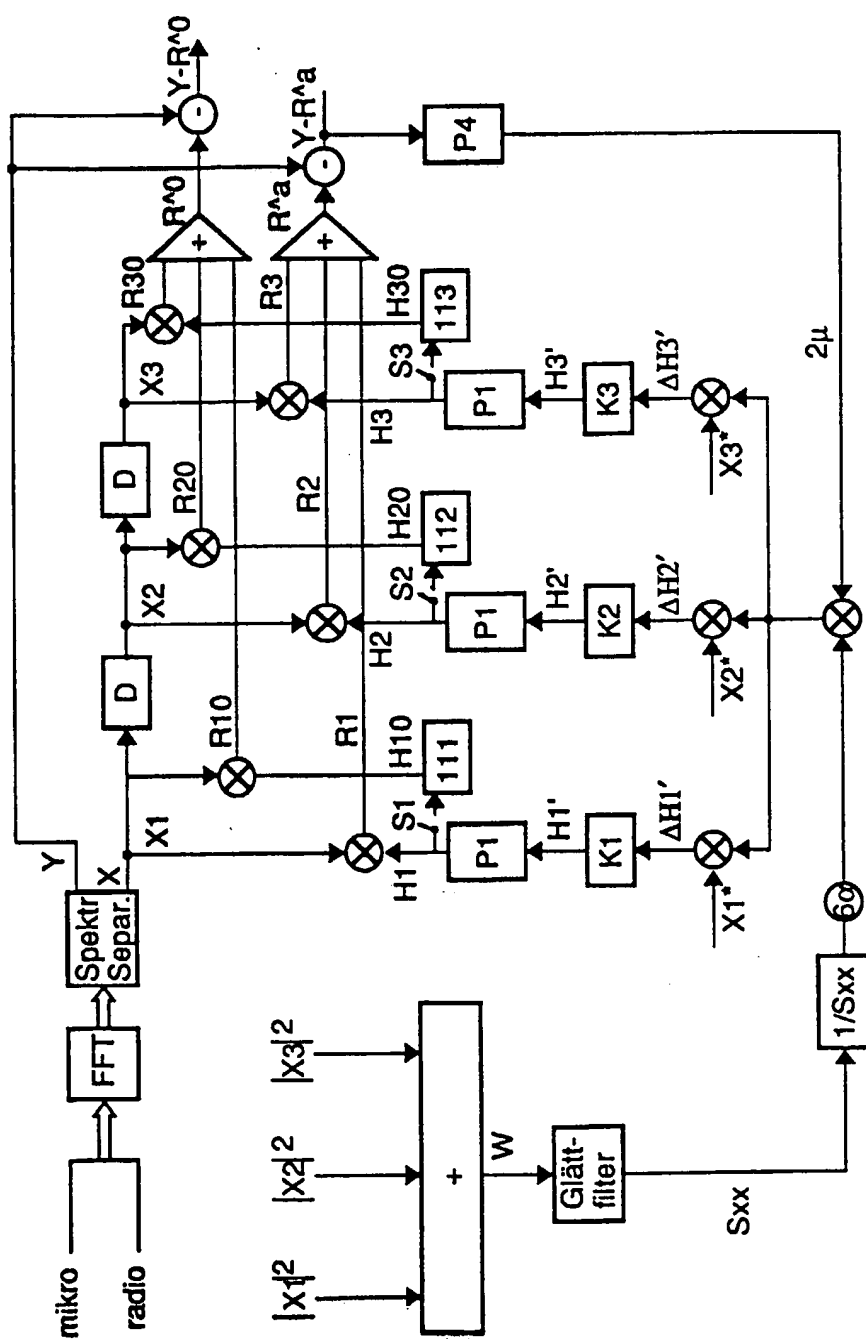 mikro
radio
FFT
Spektr
Separ.
Y
X
X1
D
X2
D
X3
R10
R20
R30
R^0
Y-R^0
R1
R2
R3
R^a
Y-R^a
H1
S1
H10
111
H2
S2
H20
112
H3
S3
H30
113
P1
P1
P1
P4
H1'
H2'
H3'
K1
K2
K3
ΔH1'
ΔH2'
ΔH3'
X1*
X2*
X3*
2μ
|X1|²
|X2|²
|X3|²
+
+
+
-
-
W
Glätt-
filter
Sxx
1/Sxx
6α